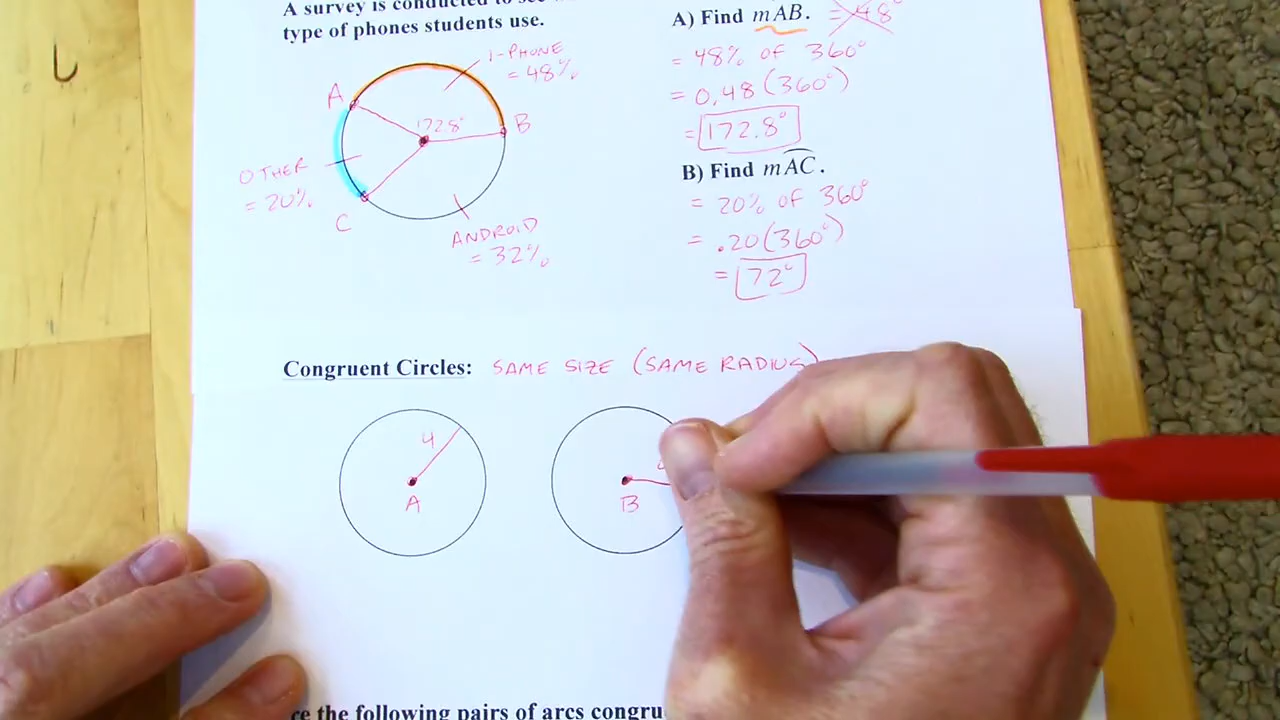 A survey is conducted to see
type of phones students use.
I-PHONE
= 48%
A
172.8°
B
OTHER
= 20%
C
ANDROID
= 32%
A) Find mAB. = 48°
= 48% OF 360°
= 0.48(360°)
= 172.8°
B) Find mAC.
= 20% OF 360°
= .20(360°)
= 72°
Congruent Circles: SAME SIZE (SAME RADIUS)
4
A
B
the following pairs of arcs